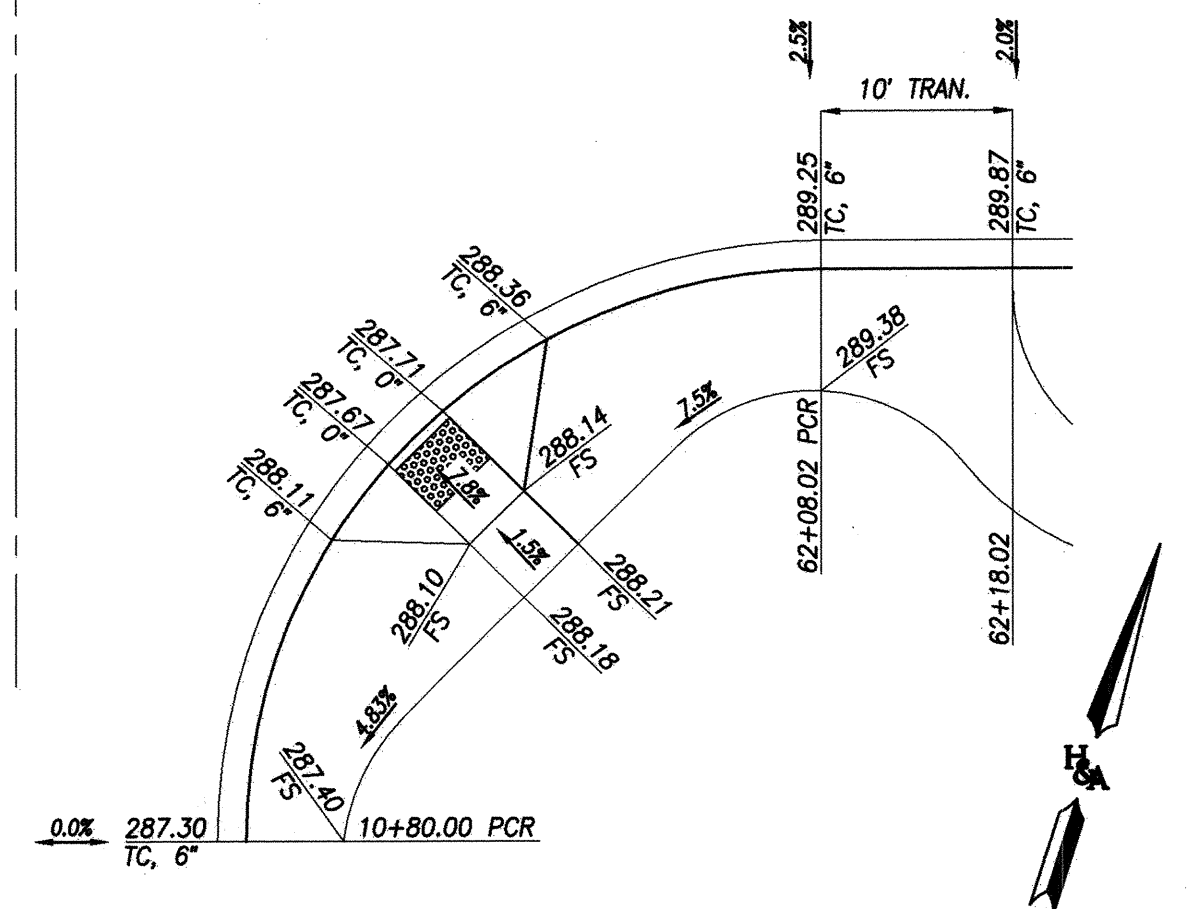 2.5%
2.0%
10' TRAN.
289.25
TC, 6"
289.87
TC, 6"
288.36
TC, 6"
287.71
TC, 0"
287.67
TC, 0"
288.11
TC, 6"
289.38
FS
7.5%
288.14
FS
7.8%
1.5%
62+08.02 PCR
62+18.02
288.10
FS
288.21
FS
288.18
FS
4.83%
287.40
FS
0.0%
287.30
TC, 6"
10+80.00 PCR
H&A